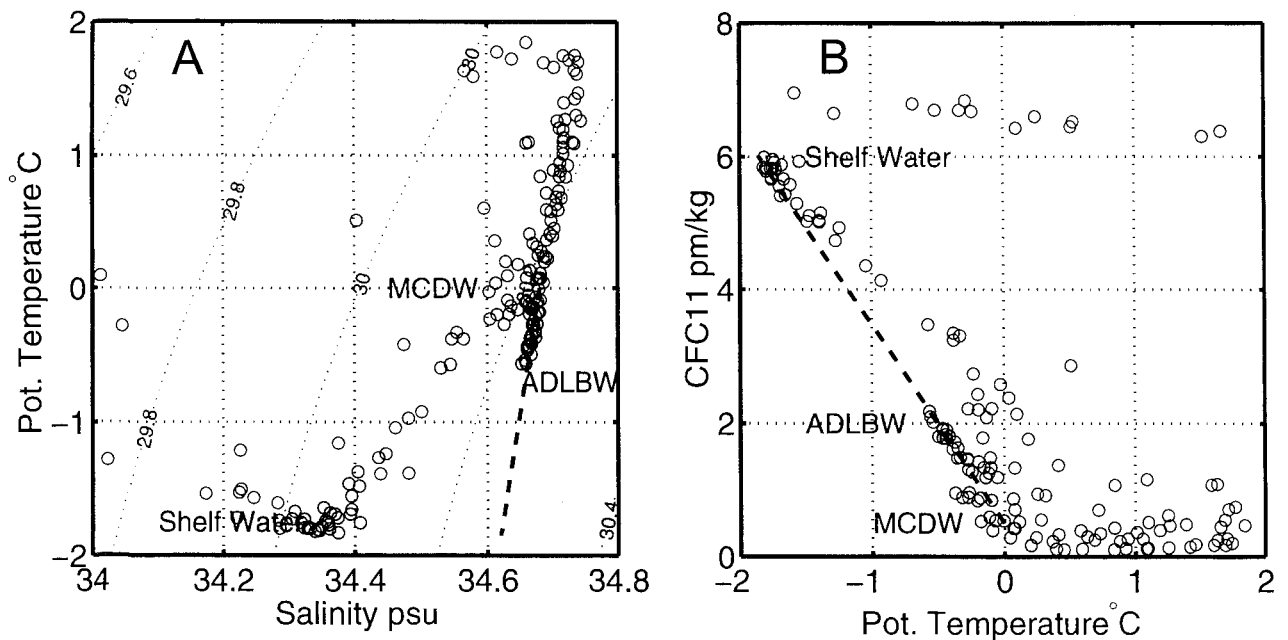 A
B
2
1
0
−1
−2
Pot. Temperature°C
34
34.2
34.4
34.6
34.8
Salinity psu
29.6
29.8
29.8
30
30
30.4
MCDW
ADLBW
Shelf Water
8
6
4
2
0
CFC11 pm/kg
−2
−1
0
1
2
Pot. Temperature°C
Shelf Water
ADLBW
MCDW